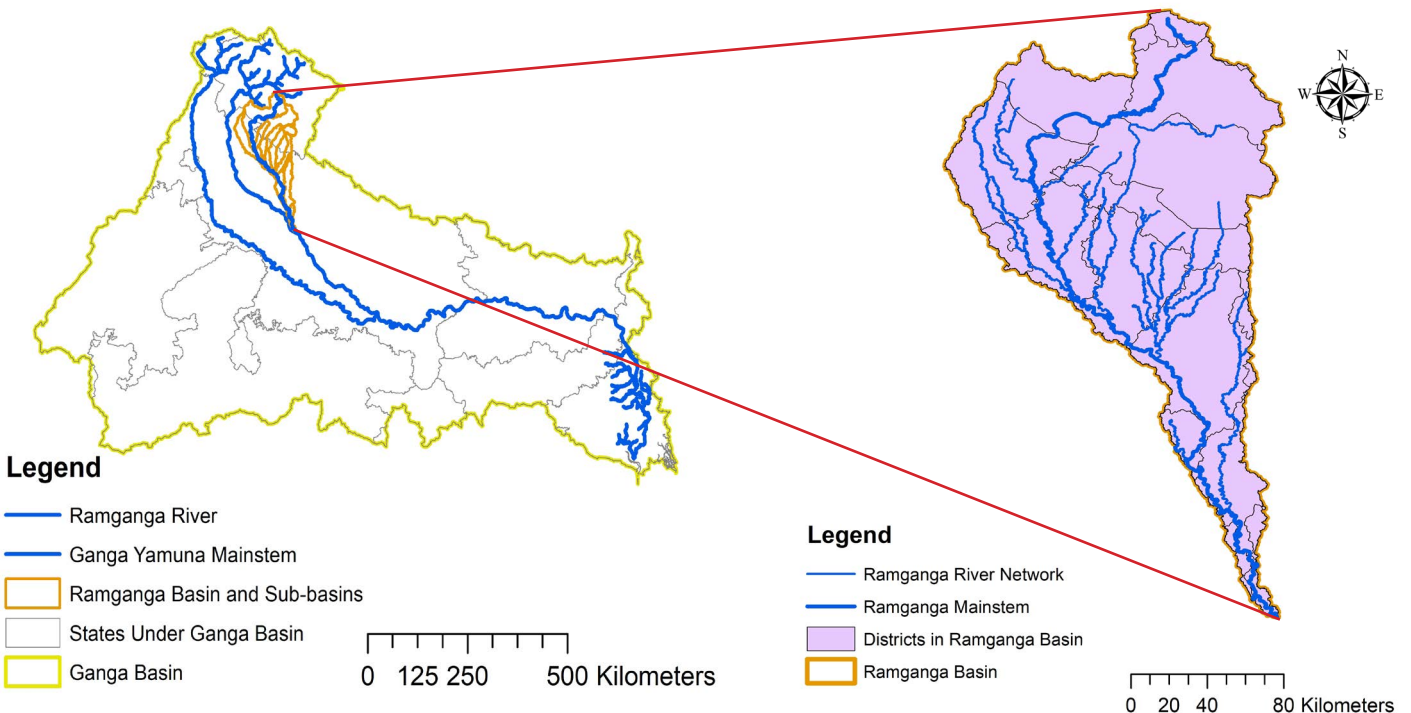 N
W E
S
Legend
Ramganga River
Ganga Yamuna Mainstem
Ramganga Basin and Sub-basins
States Under Ganga Basin
Ganga Basin
0 125 250 500 Kilometers
Legend
Ramganga River Network
Ramganga Mainstem
Districts in Ramganga Basin
Ramganga Basin
0 20 40 80 Kilometers